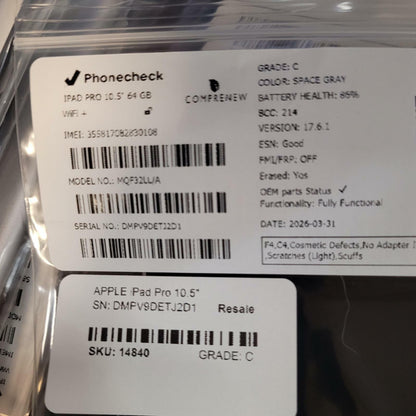 Phonecheck
IPAD PRO 10.5" 64 GB
WiFi +
COMPRENEW
IMEI: 355817082830108
MODEL NO.: MQF32LL/A
SERIAL NO.: DMPV9DETJ2D1
GRADE: C
COLOR: SPACE GRAY
BATTERY HEALTH: 85%
BCC: 214
VERSION: 17.6.1
ESN: Good
FMI/FRP: OFF
Erased: Yes
OEM parts Status ✓
Functionality: Fully Functional
DATE: 2026-03-31
F4,C4,Cosmetic Defects,No Adapter
,Scratches (Light),Scuffs
APPLE iPad Pro 10.5"
SN: DMPV9DETJ2D1 Resale
SKU: 14840 GRADE: C